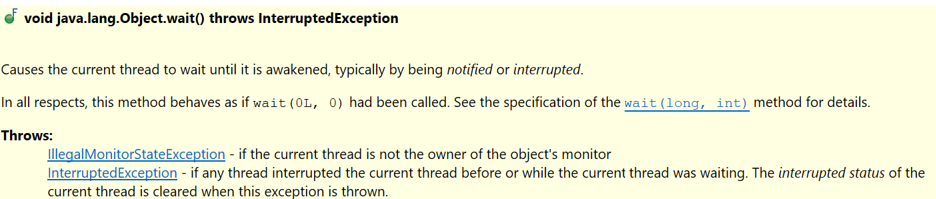 F void java.lang.Object.wait() throws InterruptedException
Causes the current thread to wait until it is awakened, typically by being notified or interrupted.
In all respects, this method behaves as if wait(0L, 0) had been called. See the specification of the wait(long, int) method for details.
Throws:
IllegalMonitorStateException - if the current thread is not the owner of the object's monitor
InterruptedException - if any thread interrupted the current thread before or while the current thread was waiting. The interrupted status of the
current thread is cleared when this exception is thrown.